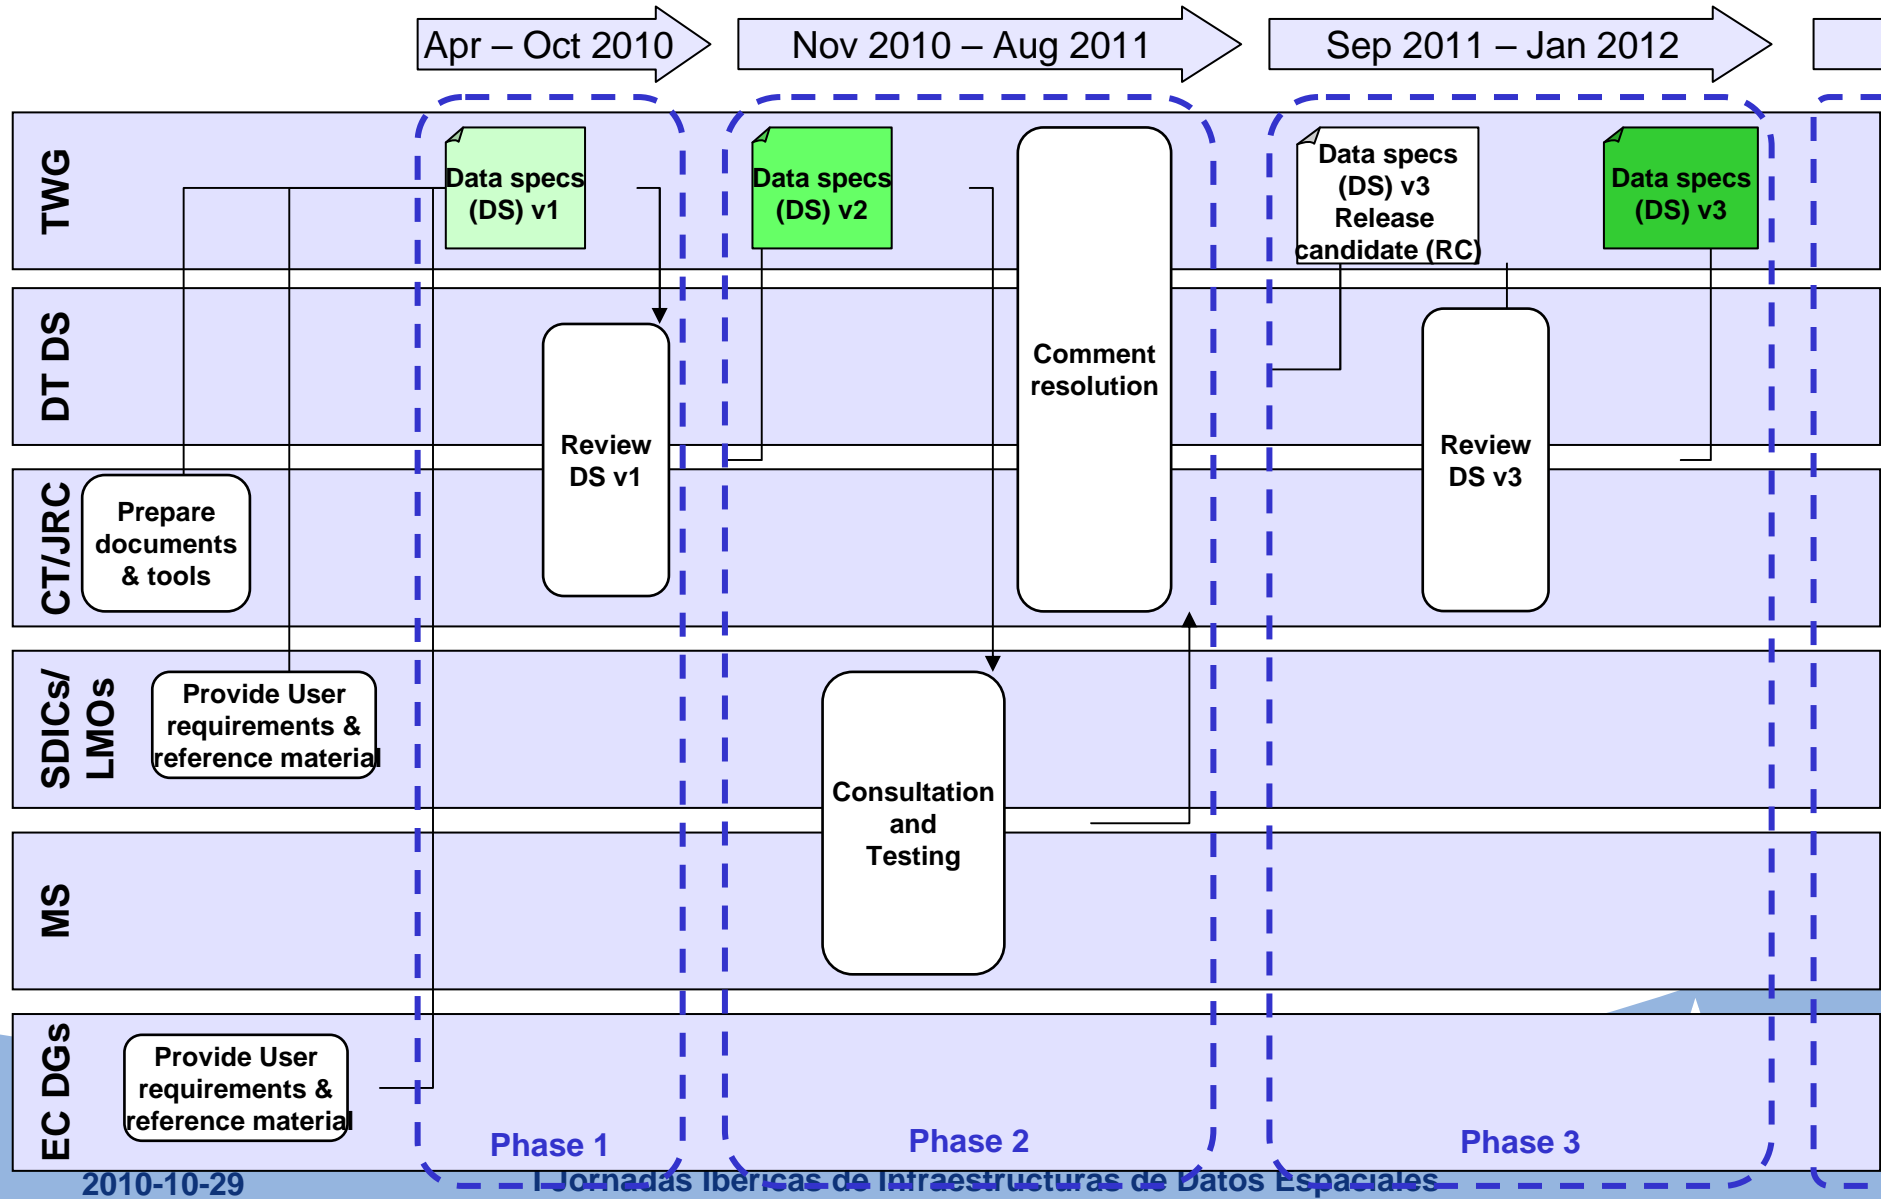 Apr – Oct 2010
Nov 2010 – Aug 2011
Sep 2011 – Jan 2012
TWG
Data specs
(DS) v1
Data specs
(DS) v2
Data specs
(DS) v3
Release
candidate (RC)
Data specs
(DS) v3
DT DS
Comment
resolution
Review
DS v1
Review
DS v3
CT/JRC
Prepare
documents
& tools
SDICs/
LMOs
Provide User
requirements &
reference material
Consultation
and
Testing
MS
EC DGs
Provide User
requirements &
reference material
Phase 1
Phase 2
Phase 3
2010-10-29
I Jornadas Ibéricas de Infraestructuras de Datos Espaciales